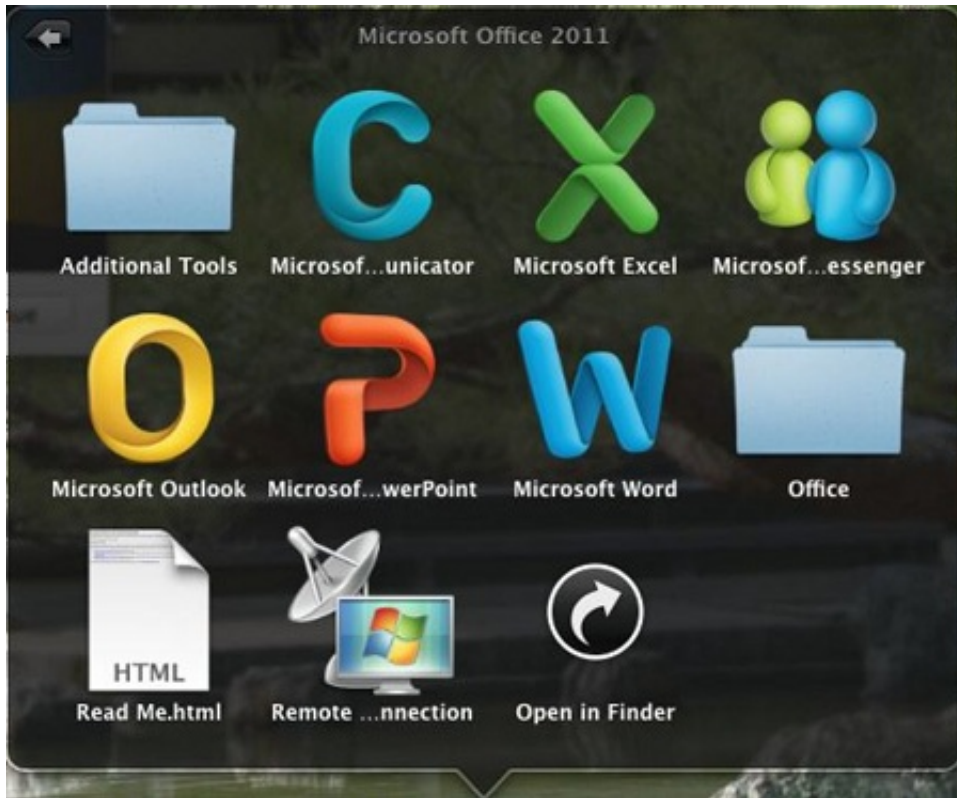 Microsoft Office 2011
Additional Tools
Microsof...unicator
Microsoft Excel
Microsof...essenger
Microsoft Outlook
Microsof...werPoint
Microsoft Word
Office
HTML
Read Me.html
Remote ...nnection
Open in Finder